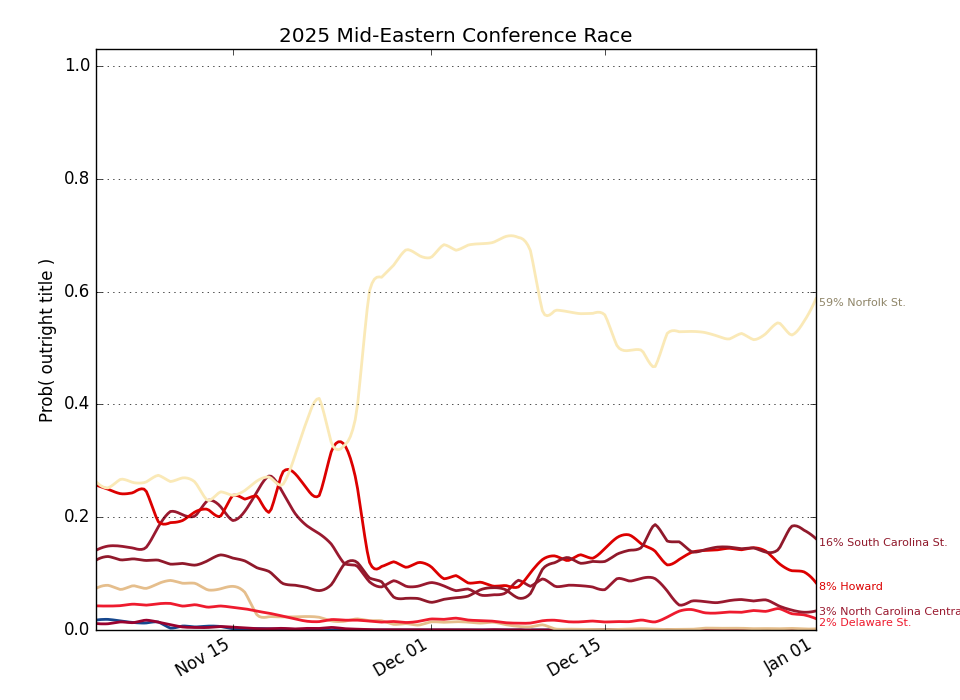 2025 Mid-Eastern Conference Race
1.0
0.8
0.6
0.4
0.2
0.0
Prob( outright title )
59% Norfolk St.
16% South Carolina St.
8% Howard
3% North Carolina Centra
2% Delaware St.
Nov 15
Dec 01
Dec 15
Jan 01